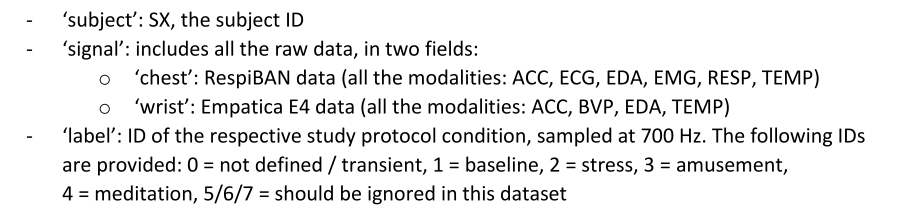 - ‘subject’: SX, the subject ID
- ‘signal’: includes all the raw data, in two fields:
o ‘chest’: RespiBAN data (all the modalities: ACC, ECG, EDA, EMG, RESP, TEMP)
o ‘wrist’: Empatica E4 data (all the modalities: ACC, BVP, EDA, TEMP)
- ‘label’: ID of the respective study protocol condition, sampled at 700 Hz. The following IDs
are provided: 0 = not defined / transient, 1 = baseline, 2 = stress, 3 = amusement,
4 = meditation, 5/6/7 = should be ignored in this dataset